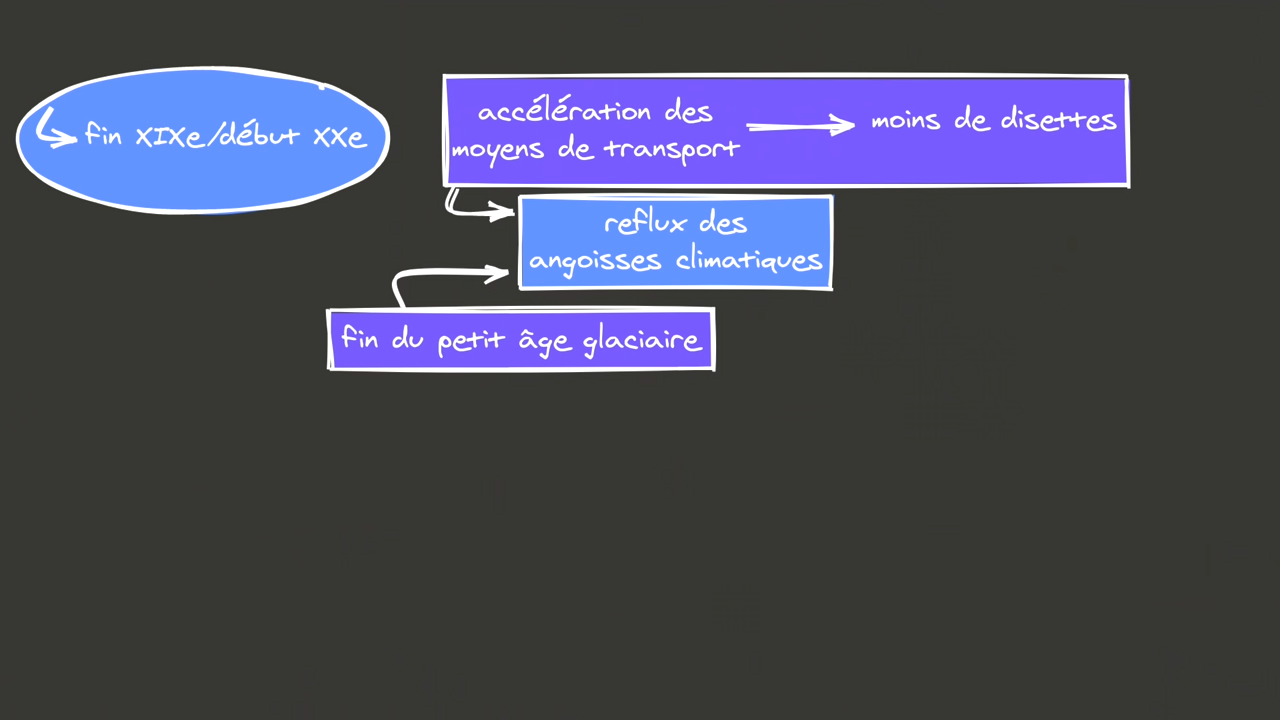 fin XIXe/début XXe
accélération des
moyens de transport
moins de disettes
reflux des
angoisses climatiques
fin du petit âge glaciaire